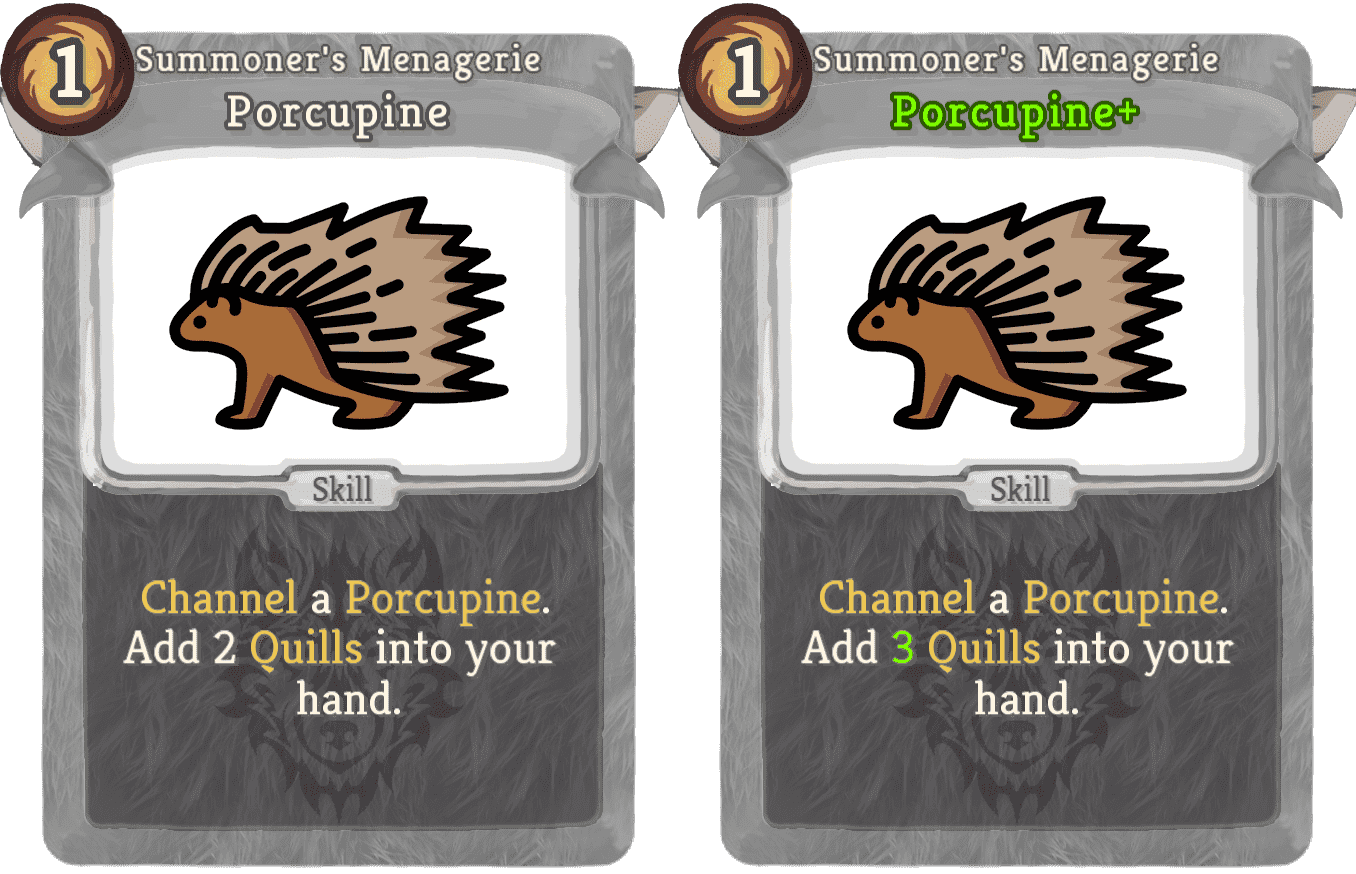 1
Summoner's Menagerie
Porcupine
Skill
Channel a Porcupine.
Add 2 Quills into your
hand.
1
Summoner's Menagerie
Porcupine+
Skill
Channel a Porcupine.
Add 3 Quills into your
hand.